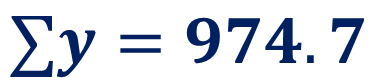 ∑y = 974.7